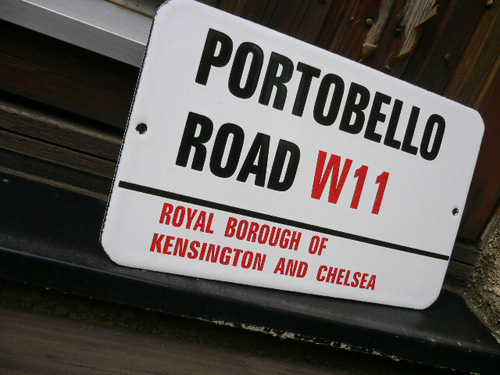 PORTOBELLO
ROAD W11
ROYAL BOROUGH OF
KENSINGTON AND CHELSEA